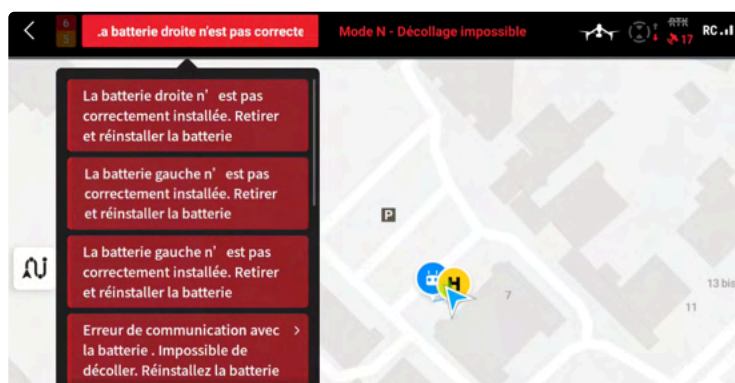 6
5
.a batterie droite n'est pas correcte
Mode N - Décollage impossible
RTK
17
RC
La batterie droite n' est pas
correctement installée. Retirer
et réinstaller la batterie
La batterie gauche n' est pas
correctement installée. Retirer
et réinstaller la batterie
La batterie gauche n' est pas
correctement installée. Retirer
et réinstaller la batterie
Erreur de communication avec
la batterie . Impossible de
décoller. Réinstallez la batterie
P
H
7
13 bis
11